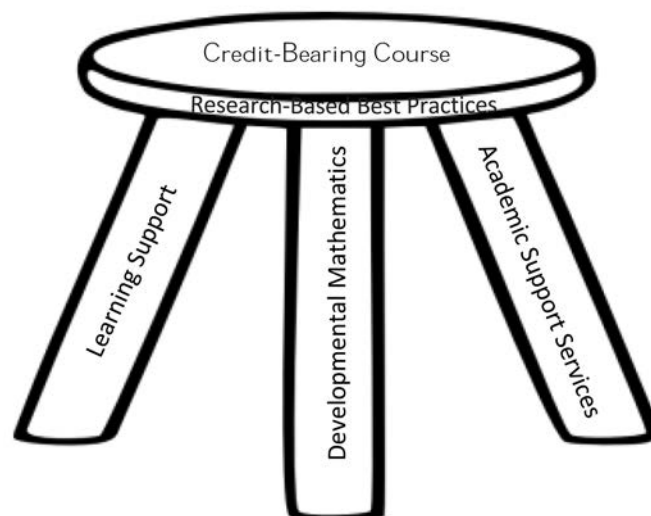 Credit-Bearing Course
Research-Based Best Practices
Learning Support
Developmental Mathematics
Academic Support Services